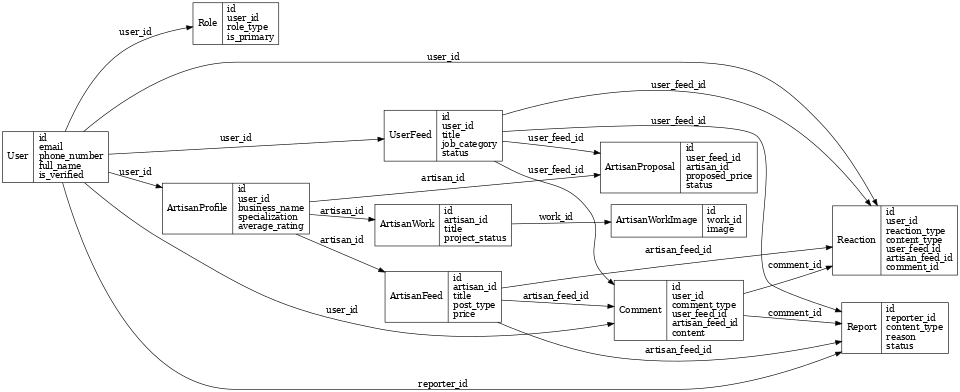 Role
id
user_id
role_type
is_primary
user_id
user_id
User
id
email
phone_number
full_name
is_verified
user_id
UserFeed
id
user_id
title
job_category
status
user_feed_id
user_feed_id
user_feed_id
user_feed_id
ArtisanProposal
id
user_feed_id
artisan_id
proposed_price
status
user_id
ArtisanProfile
id
user_id
business_name
specialization
average_rating
artisan_id
artisan_id
artisan_id
ArtisanWork
id
artisan_id
title
project_status
work_id
ArtisanWorkImage
id
work_id
image
Reaction
id
user_id
reaction_type
content_type
user_feed_id
artisan_feed_id
comment_id
ArtisanFeed
id
artisan_id
title
post_type
price
artisan_feed_id
artisan_feed_id
artisan_feed_id
user_id
Comment
id
user_id
comment_type
user_feed_id
artisan_feed_id
content
comment_id
comment_id
Report
id
reporter_id
content_type
reason
status
reporter_id